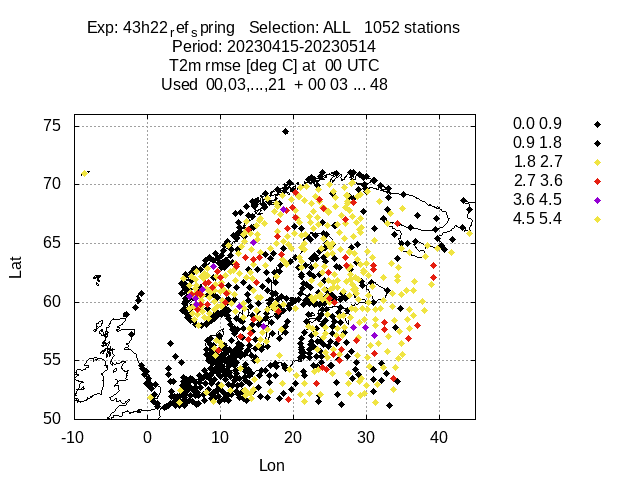 Exp: 43h22ref_spring Selection: ALL 1052 stations
Period: 20230415-20230514
T2m rmse [deg C] at 00 UTC
Used 00,03,...,21 + 00 03 ... 48
0.0 0.9
0.9 1.8
1.8 2.7
2.7 3.6
3.6 4.5
4.5 5.4
75
70
65
60
55
50
Lat
-10 0 10 20 30 40
Lon